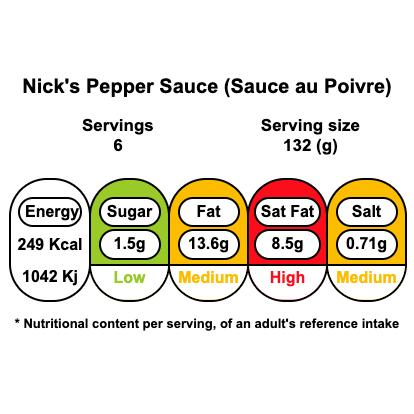 Nick's Pepper Sauce (Sauce au Poivre)
Servings
6
Serving size
132 (g)
Energy
249 Kcal
1042 Kj
Sugar
1.5g
Low
Fat
13.6g
Medium
Sat Fat
8.5g
High
Salt
0.71g
Medium
* Nutritional content per serving, of an adult's reference intake